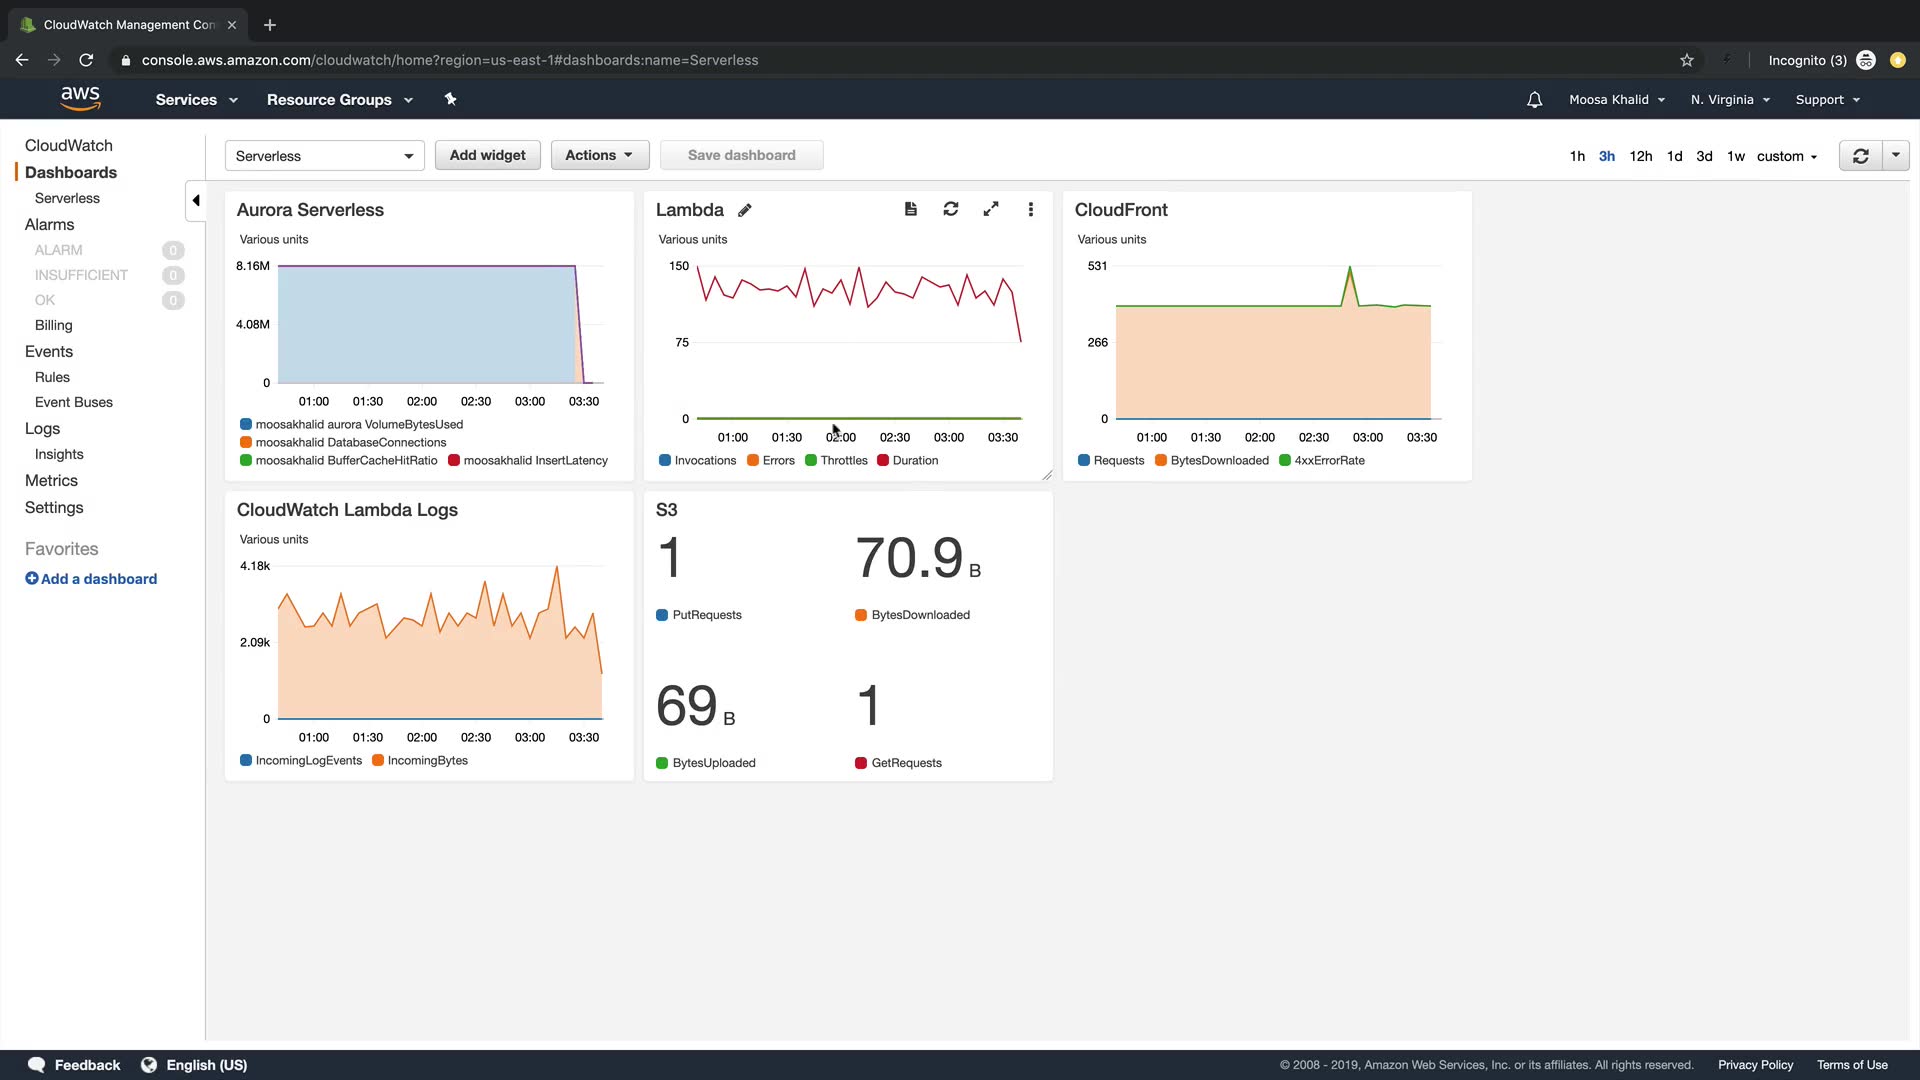 CloudWatch Management Con
console.aws.amazon.com/cloudwatch/home?region=us-east-1#dashboards:name=Serverless
Incognito (3)
aws
Services
Resource Groups
Moosa Khalid
N. Virginia
Support
CloudWatch
Dashboards
Serverless
Alarms
ALARM 0
INSUFFICIENT 0
OK 0
Billing
Events
Rules
Event Buses
Logs
Insights
Metrics
Settings
Favorites
Add a dashboard
Serverless
Add widget
Actions
Save dashboard
1h 3h 12h 1d 3d 1w custom
Aurora Serverless
Various units
8.16M
4.08M
0
01:00 01:30 02:00 02:30 03:00 03:30
moosakhalid aurora VolumeBytesUsed
moosakhalid DatabaseConnections
moosakhalid BufferCacheHitRatio moosakhalid InsertLatency
Lambda
Various units
150
75
0
01:00 01:30 02:00 02:30 03:00 03:30
Invocations Errors Throttles Duration
CloudFront
Various units
531
266
0
01:00 01:30 02:00 02:30 03:00 03:30
Requests BytesDownloaded 4xxErrorRate
CloudWatch Lambda Logs
Various units
4.18k
2.09k
0
01:00 01:30 02:00 02:30 03:00 03:30
IncomingLogEvents IncomingBytes
S3
1
PutRequests
70.9 B
BytesDownloaded
69 B
BytesUploaded
1
GetRequests
Feedback
English (US)
© 2008 - 2019, Amazon Web Services, Inc. or its affiliates. All rights reserved.
Privacy Policy
Terms of Use